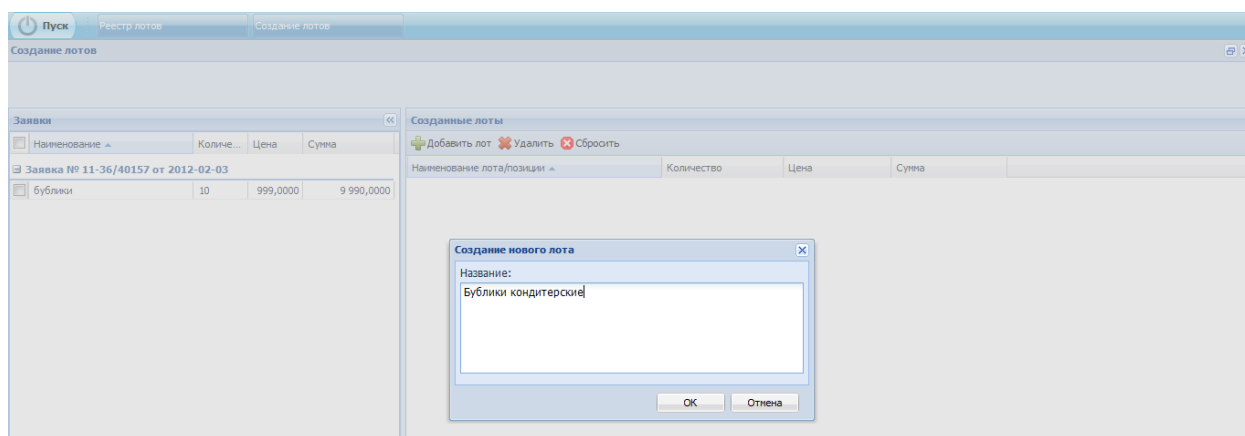 Пуск Реестр лотов Создание лотов
Создание лотов
Заявки
Наименование Количе... Цена Сумма
Заявка № 11-36/40157 от 2012-02-03
бублики 10 999,0000 9 990,0000
Созданные лоты
Добавить лот Удалить Сбросить
Наименование лота/позиции Количество Цена Сумма
Создание нового лота
Название:
Бублики кондитерские
OK Отмена